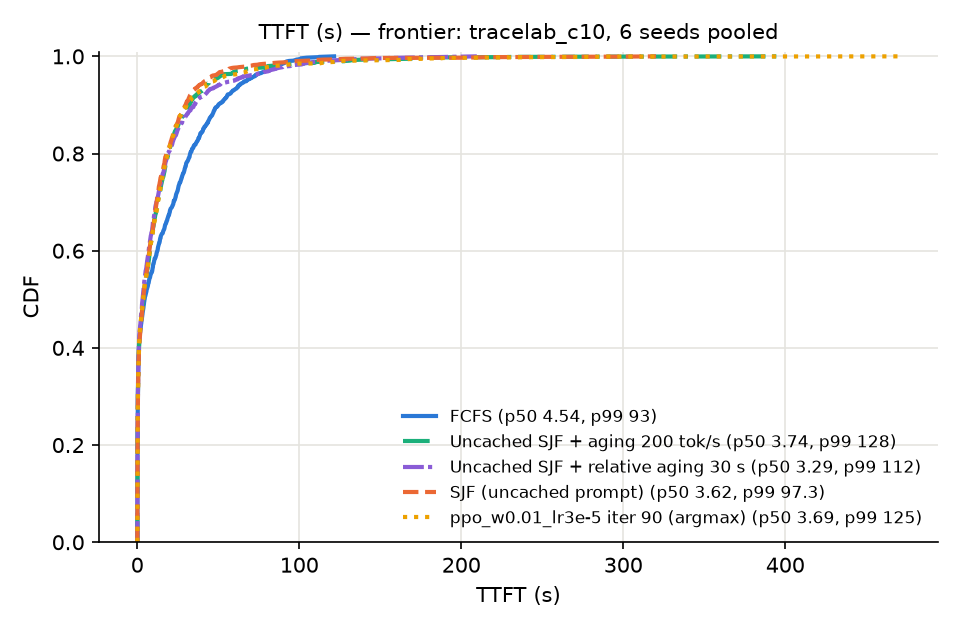 TTFT (s) — frontier: tracelab_c10, 6 seeds pooled
1.0
0.8
0.6
0.4
0.2
0.0
CDF
FCFS (p50 4.54, p99 93)
Uncached SJF + aging 200 tok/s (p50 3.74, p99 128)
Uncached SJF + relative aging 30 s (p50 3.29, p99 112)
SJF (uncached prompt) (p50 3.62, p99 97.3)
ppo_w0.01_lr3e-5 iter 90 (argmax) (p50 3.69, p99 125)
0 100 200 300 400
TTFT (s)